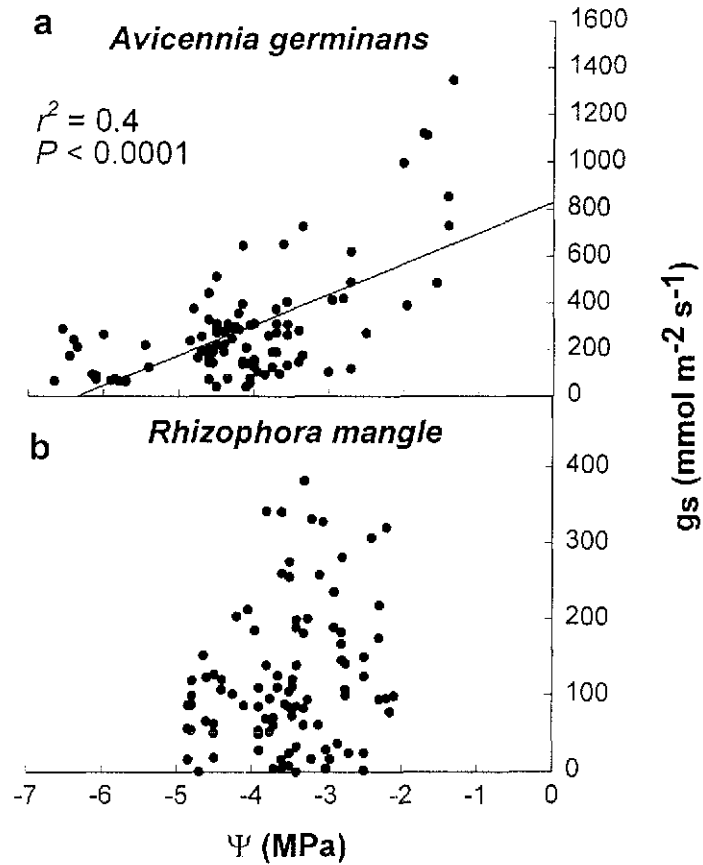 a
Avicennia germinans
r² = 0.4
P < 0.0001
1600
1400
1200
1000
800
600
400
200
0
gs (mmol m⁻² s⁻¹)
b
Rhizophora mangle
400
300
200
100
0
-7 -6 -5 -4 -3 -2 -1 0
Ψ (MPa)